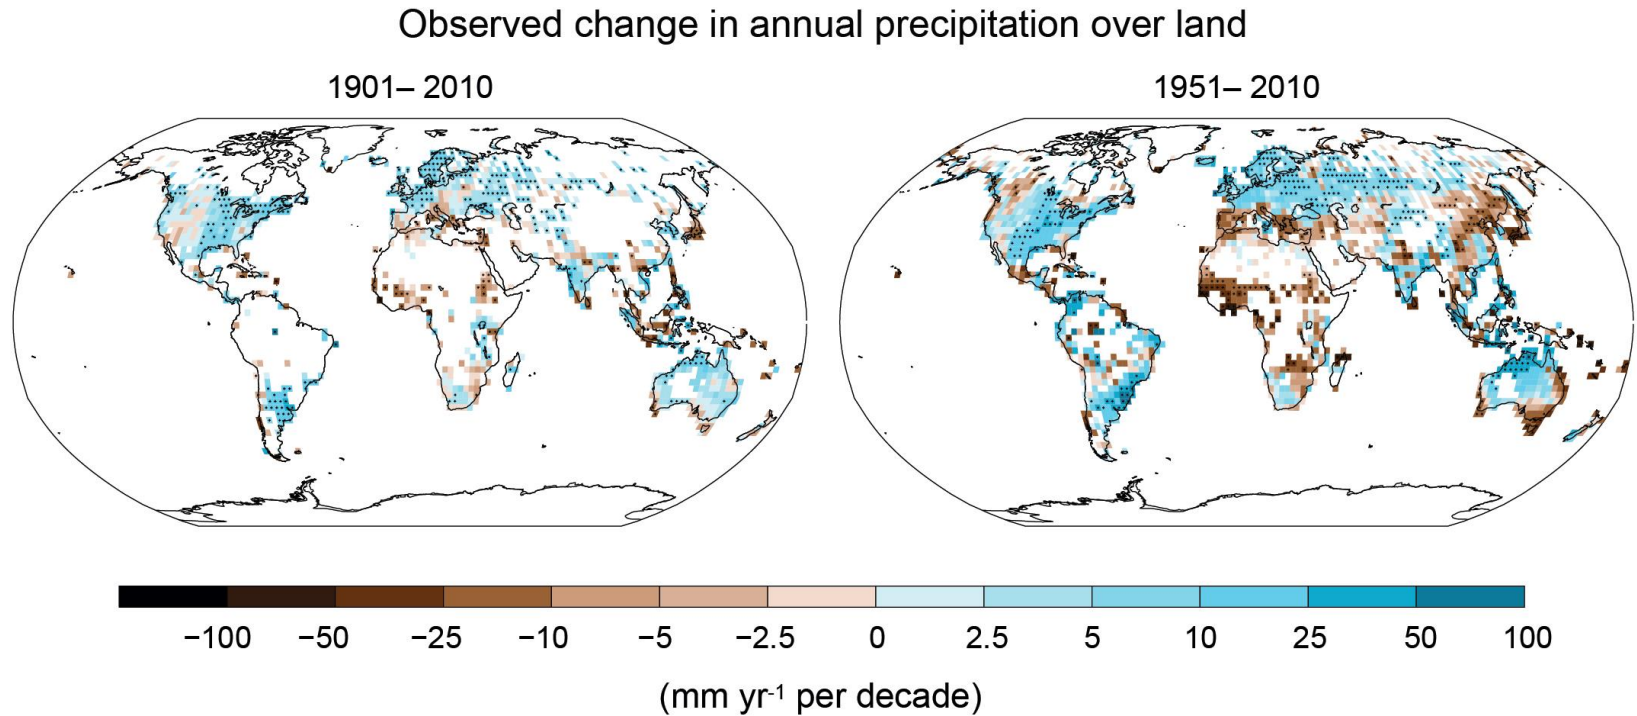 Observed change in annual precipitation over land
1901– 2010
1951– 2010
−100 −50 −25 −10 −5 −2.5 0 2.5 5 10 25 50 100
(mm yr-1 per decade)